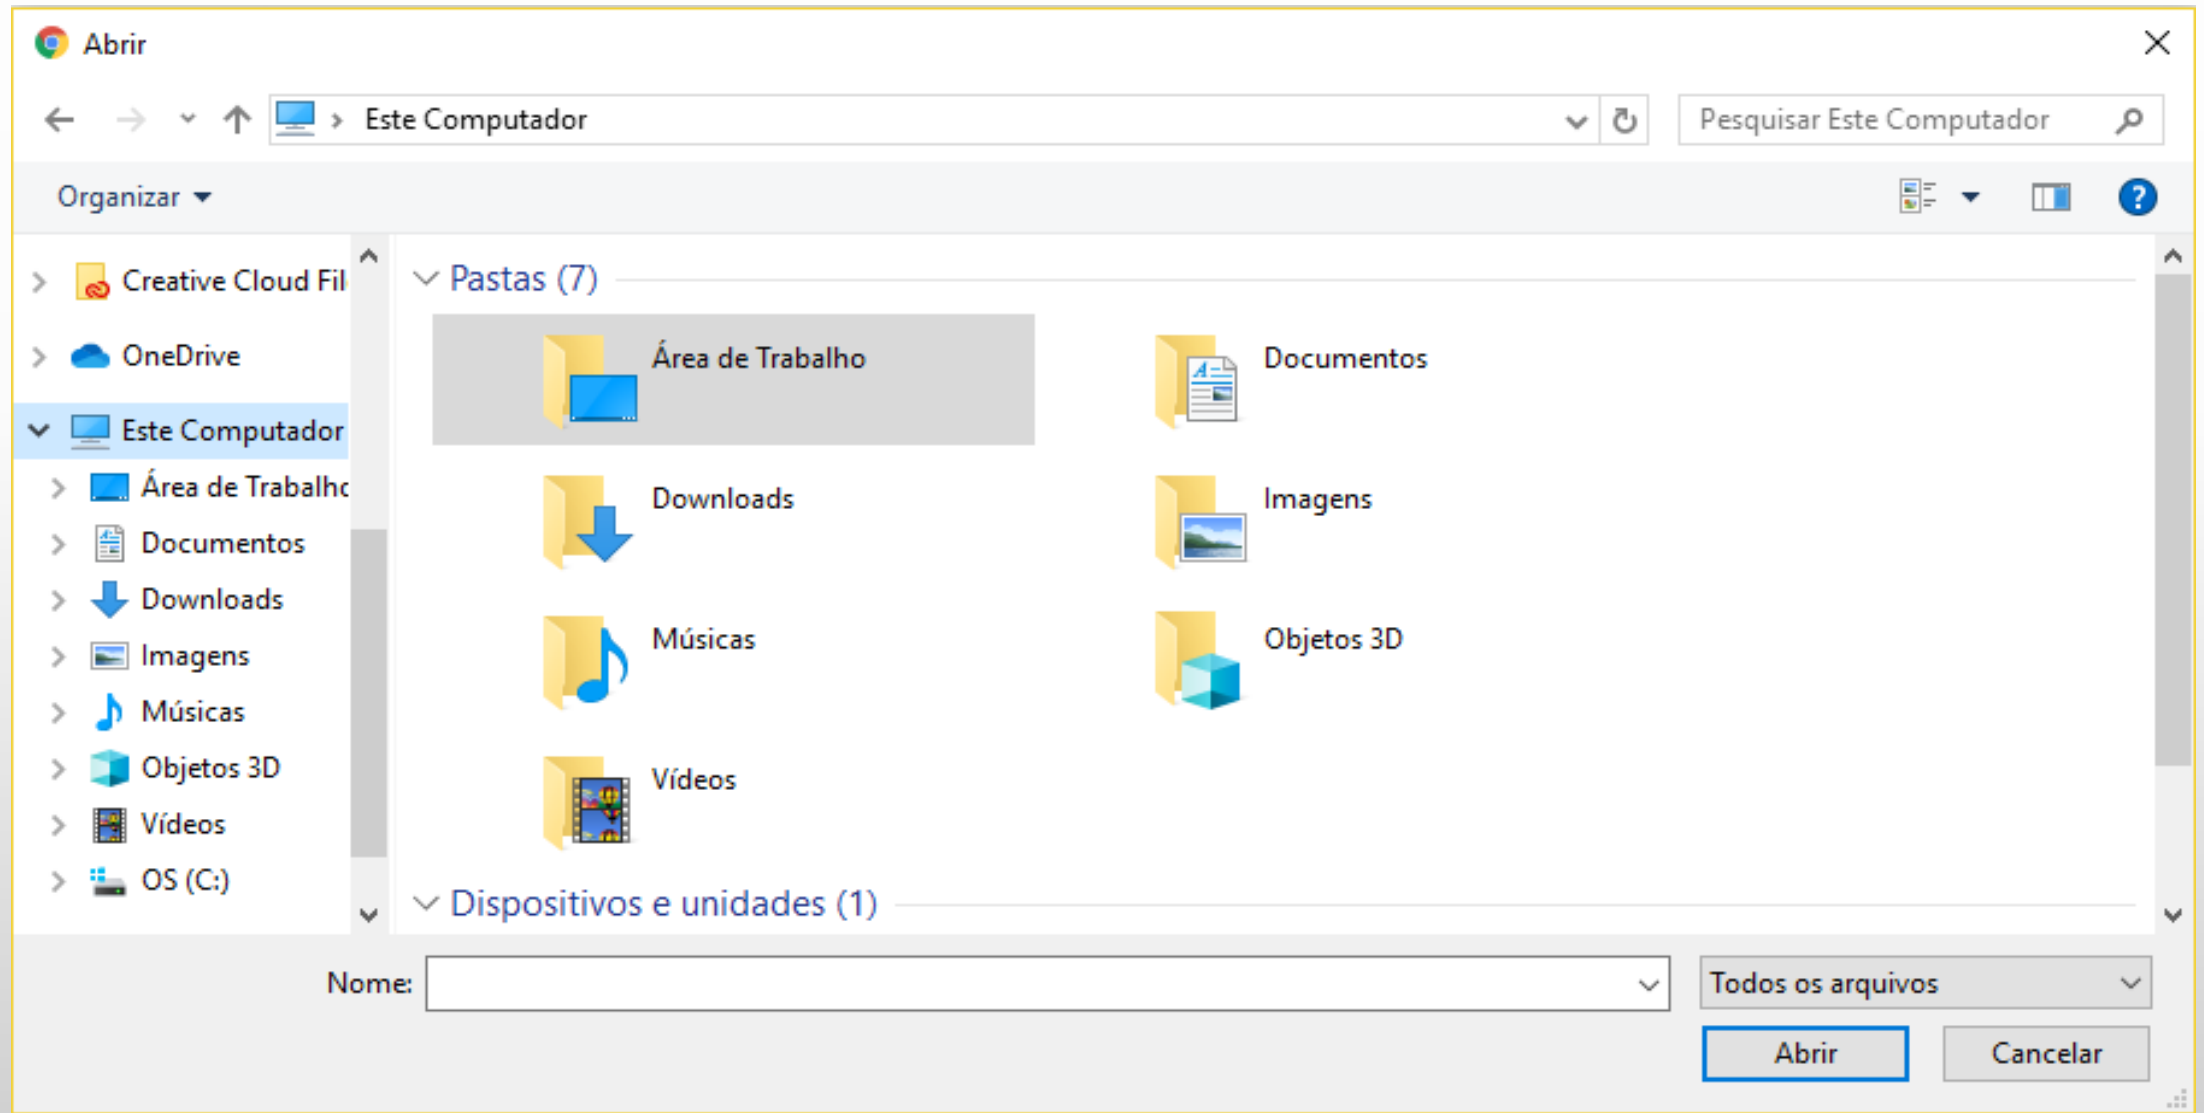 Abrir
Este Computador
Pesquisar Este Computador
Organizar
Creative Cloud Fil
OneDrive
Este Computador
Área de Trabalho
Documentos
Downloads
Imagens
Músicas
Objetos 3D
Vídeos
OS (C:)
Pastas (7)
Área de Trabalho
Documentos
Downloads
Imagens
Músicas
Objetos 3D
Vídeos
Dispositivos e unidades (1)
Nome:
Todos os arquivos
Abrir
Cancelar